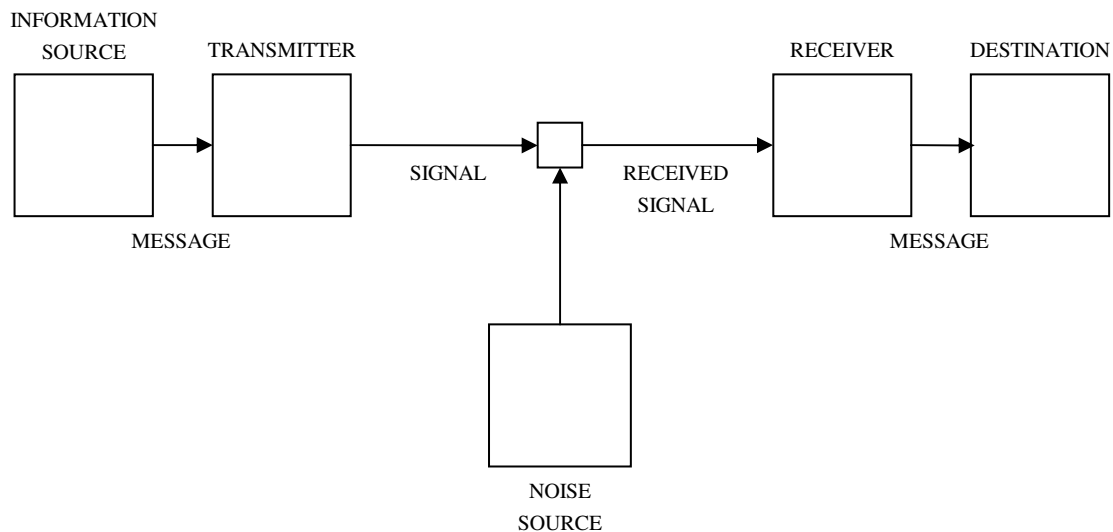 INFORMATION
SOURCE
TRANSMITTER
RECEIVER
DESTINATION
SIGNAL
RECEIVED
SIGNAL
MESSAGE
MESSAGE
NOISE
SOURCE